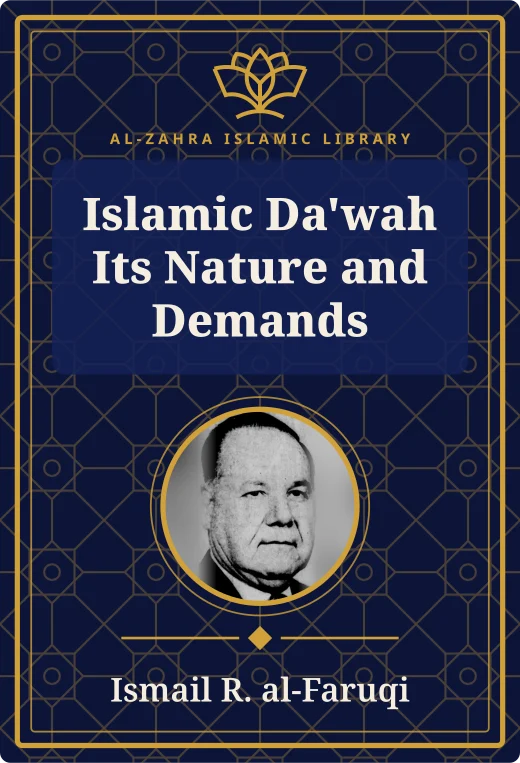 AL-ZAHRA ISLAMIC LIBRARY
Islamic Da'wah
Its Nature and
Demands
Ismail R. al-Faruqi